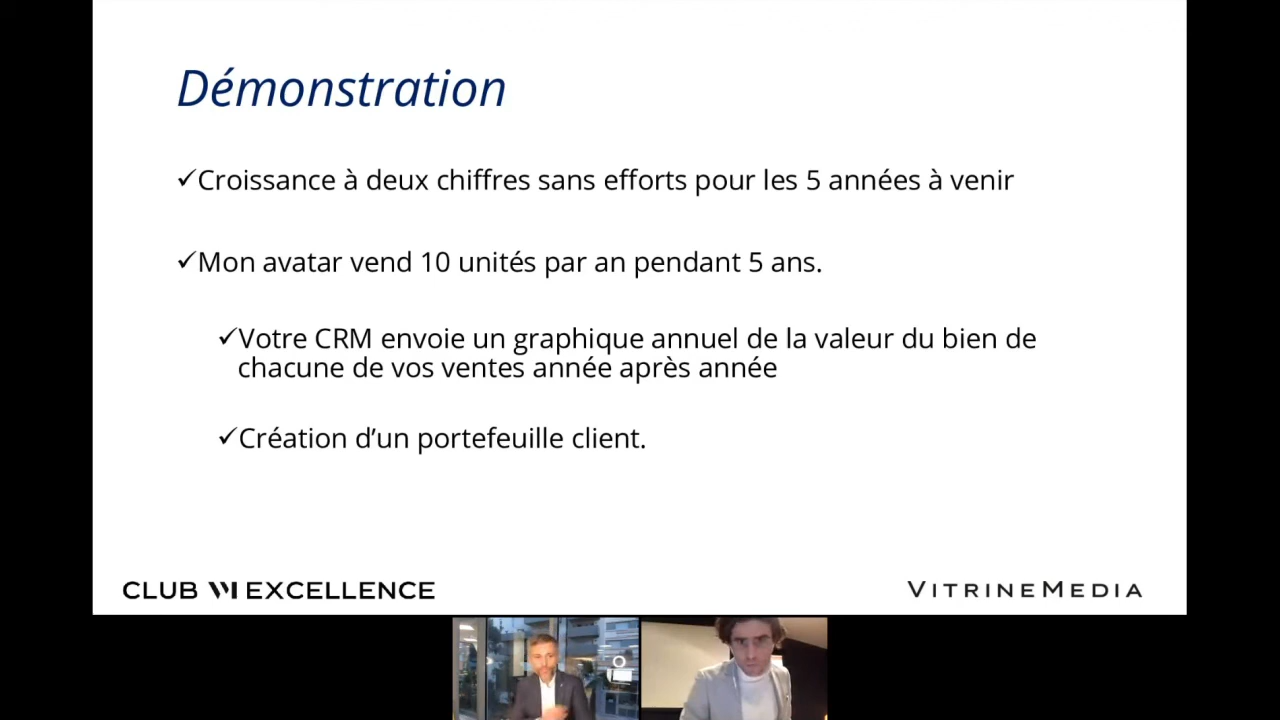 Démonstration
✓Croissance à deux chiffres sans efforts pour les 5 années à venir
✓Mon avatar vend 10 unités par an pendant 5 ans.
✓Votre CRM envoie un graphique annuel de la valeur du bien de
chacune de vos ventes année après année
✓Création d’un portefeuille client.
CLUB VM EXCELLENCE
VITRINEMEDIA